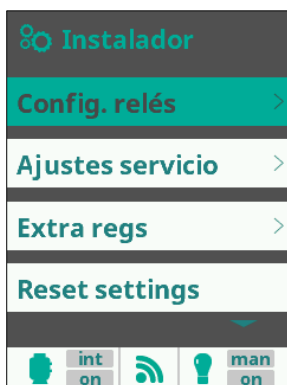 Instalador
Config. relés
Ajustes servicio
Extra regs
Reset settings
int
on
man
on